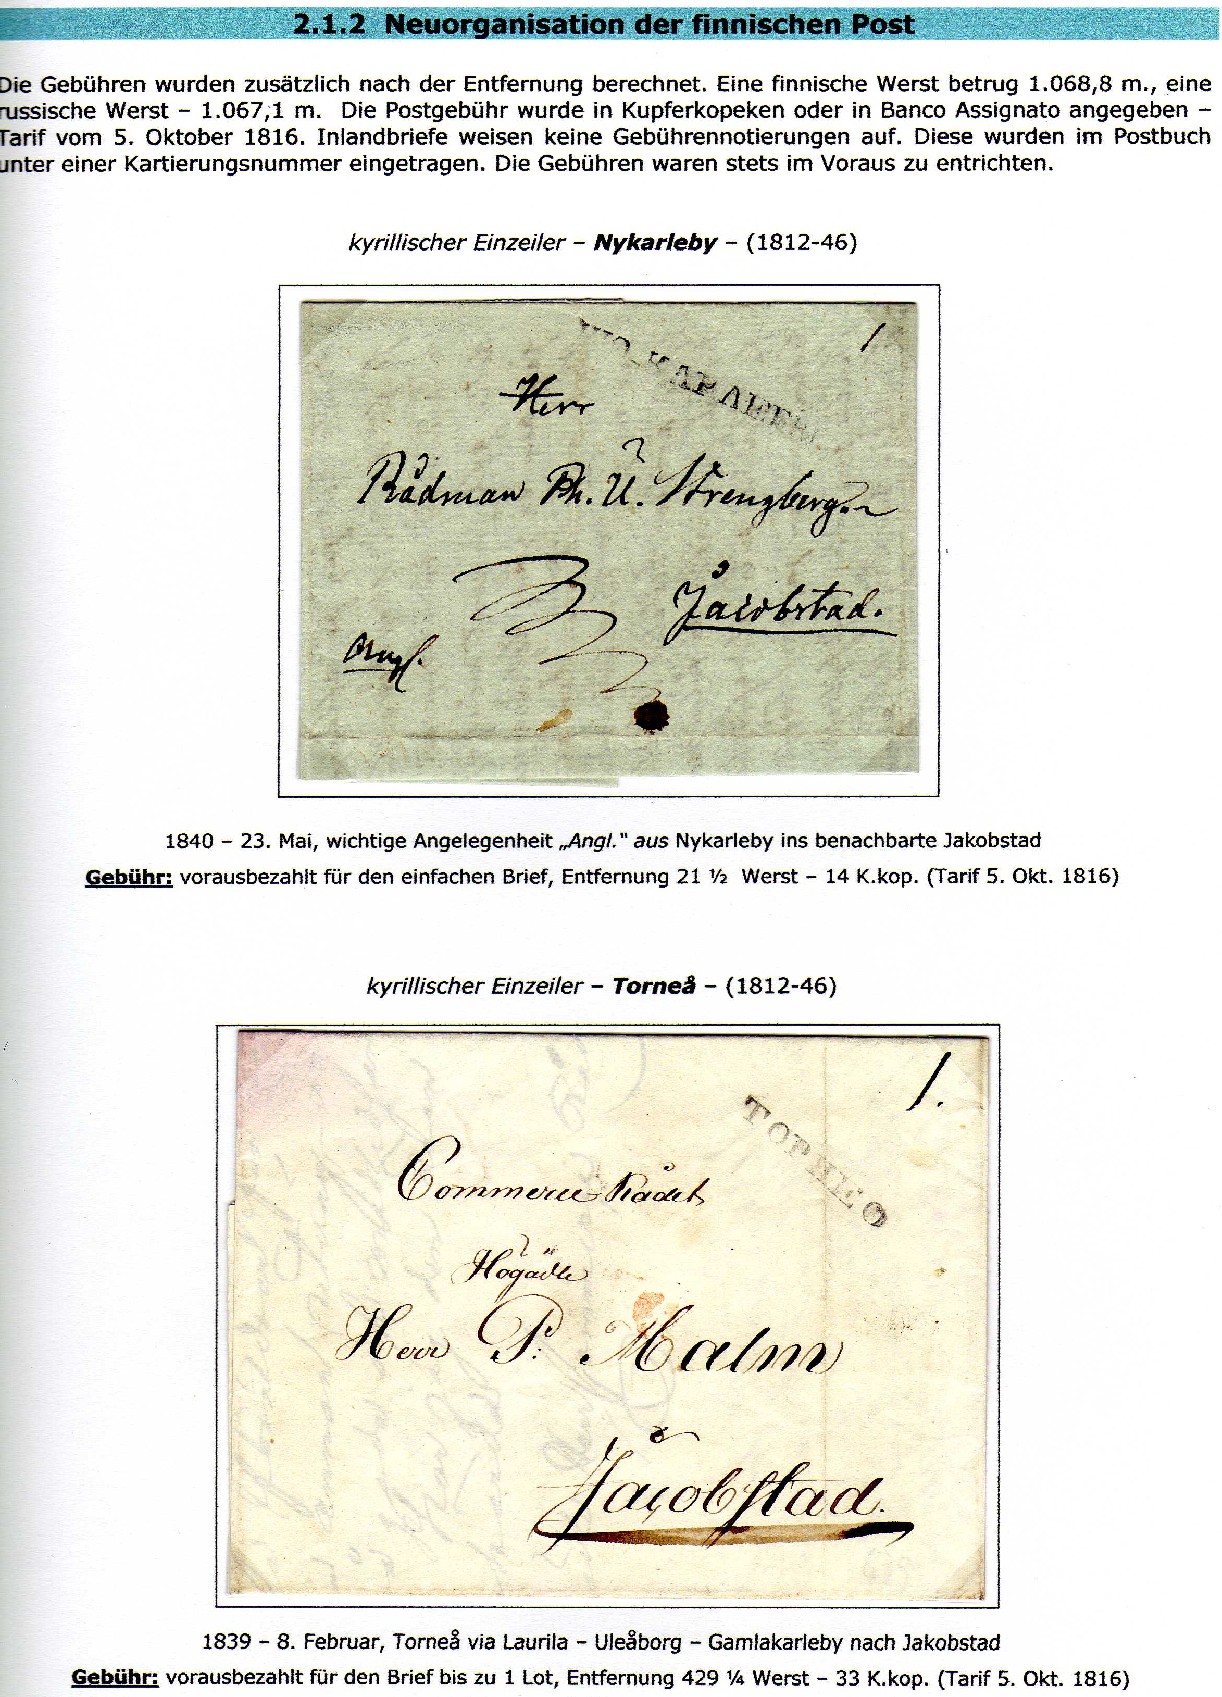 2.1.2 Neuorganisation der finnischen Post
Die Gebühren wurden zusätzlich nach der Entfernung berechnet. Eine finnische Werst betrug 1.068,8 m., eine
russische Werst – 1.067,1 m. Die Postgebühr wurde in Kupferkopeken oder in Banco Assignato angegeben –
Tarif vom 5. Oktober 1816. Inlandbriefe weisen keine Gebührennotierungen auf. Diese wurden im Postbuch
unter einer Kartierungsnummer eingetragen. Die Gebühren waren stets im Voraus zu entrichten.
kyrillischer Einzeiler – Nykarleby – (1812-46)
1
КАРЛЕБИ
Herr
Rådman Ph. U. Strengberg.
Jacobstad.
Angl.
1840 – 23. Mai, wichtige Angelegenheit „Angl." aus Nykarleby ins benachbarte Jakobstad
Gebühr: vorausbezahlt für den einfachen Brief, Entfernung 21 ½ Werst – 14 K.kop. (Tarif 5. Okt. 1816)
kyrillischer Einzeiler – Torneå – (1812-46)
1.
ТОРНЕО
Commerce Rådet
Högädle
Herr P. Malm
Jacobstad.
1839 – 8. Februar, Torneå via Laurila – Uleåborg – Gamlakarleby nach Jakobstad
Gebühr: vorausbezahlt für den Brief bis zu 1 Lot, Entfernung 429 ¼ Werst – 33 K.kop. (Tarif 5. Okt. 1816)